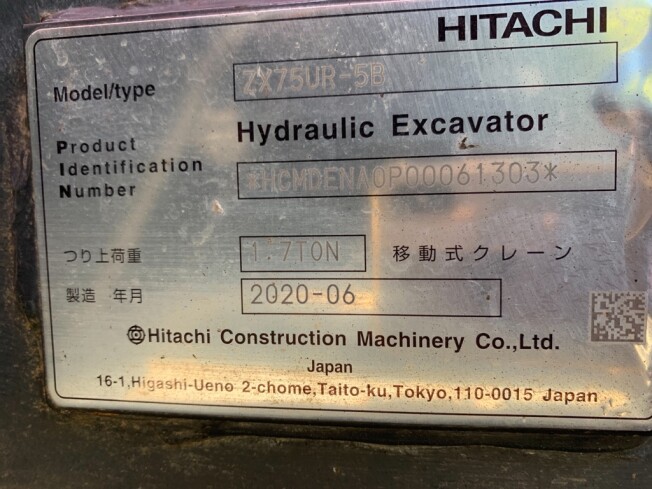 HITACHI
Model/type ZX75UR-5B
Hydraulic Excavator
Product
Identification
Number *HCMDENA0P00061303*
つり上荷重 1.7TON 移動式クレーン
製造 年月 2020-06
Hitachi Construction Machinery Co.,Ltd.
Japan
16-1,Higashi-Ueno 2-chome,Taito-ku,Tokyo,110-0015 Japan